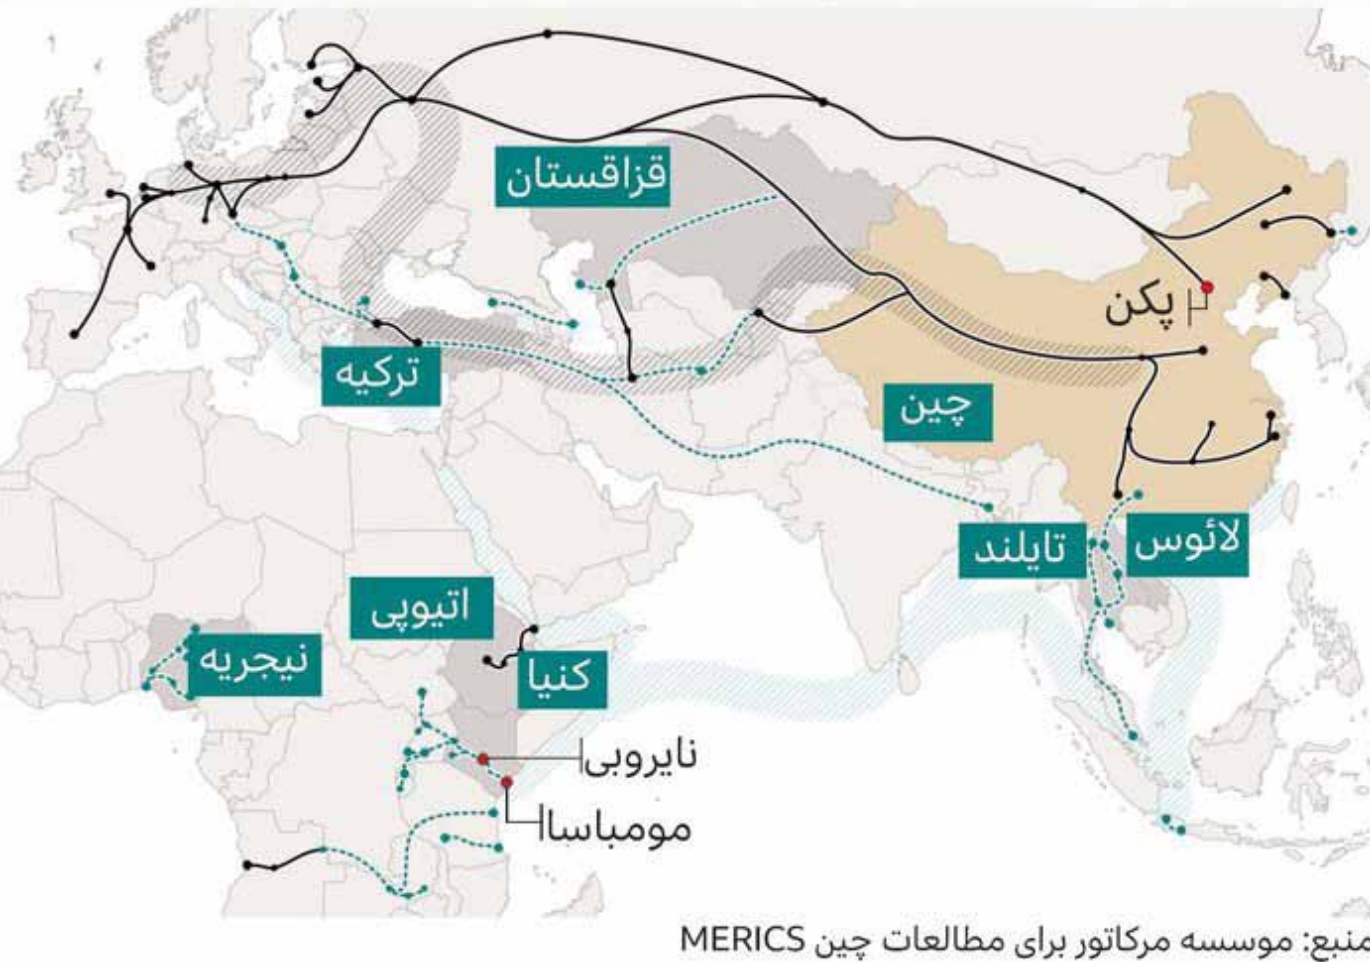 قزاقستان
پکن
ترکیه
چین
لائوس
تایلند
اتیوپی
نیجریه
کنیا
نایروبی
مومباسا
منبع: موسسه مرکاتور برای مطالعات چین MERICS